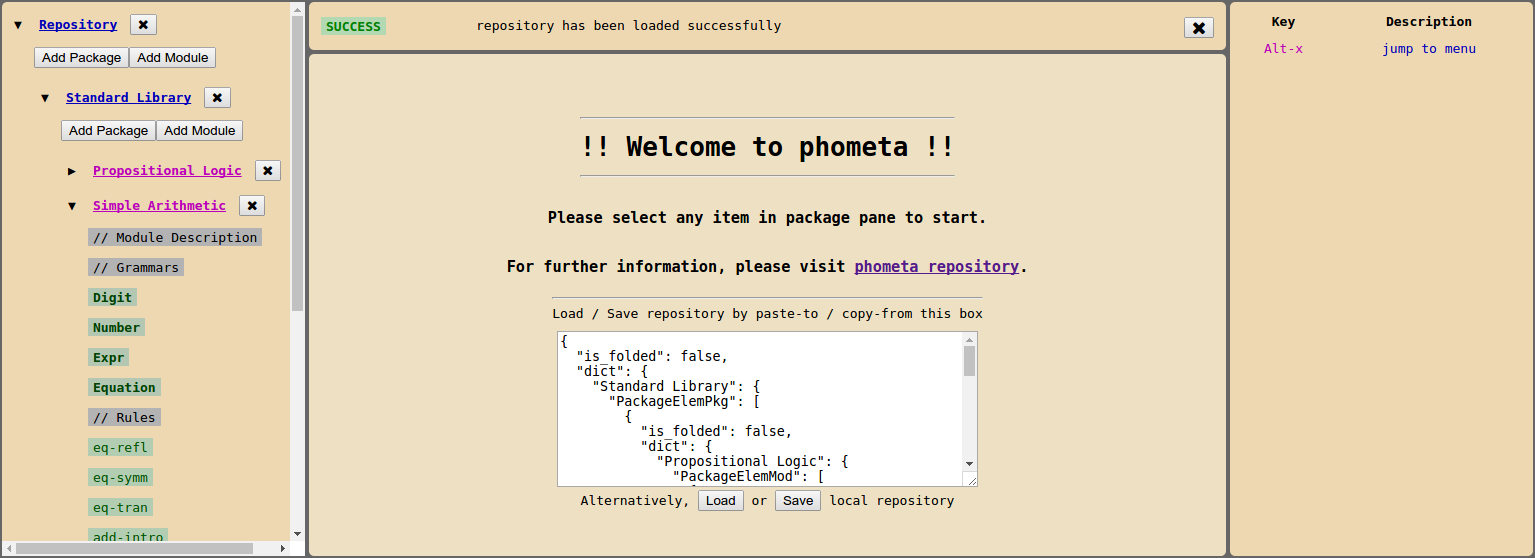 ▼ Repository ✖
Add Package Add Module
▼ Standard Library ✖
Add Package Add Module
▶ Propositional Logic ✖
▼ Simple Arithmetic ✖
// Module Description
// Grammars
Digit
Number
Expr
Equation
// Rules
eq-refl
eq-symm
eq-tran
add-intro
SUCCESS repository has been loaded successfully ✖
!! Welcome to phometa !!
Please select any item in package pane to start.
For further information, please visit phometa repository.
Load / Save repository by paste-to / copy-from this box
{
"is_folded": false,
"dict": {
"Standard Library": {
"PackageElemPkg": [
{
"is_folded": false,
"dict": {
"Propositional Logic": {
"PackageElemMod": [
Alternatively, Load or Save local repository
Key Description
Alt-x jump to menu